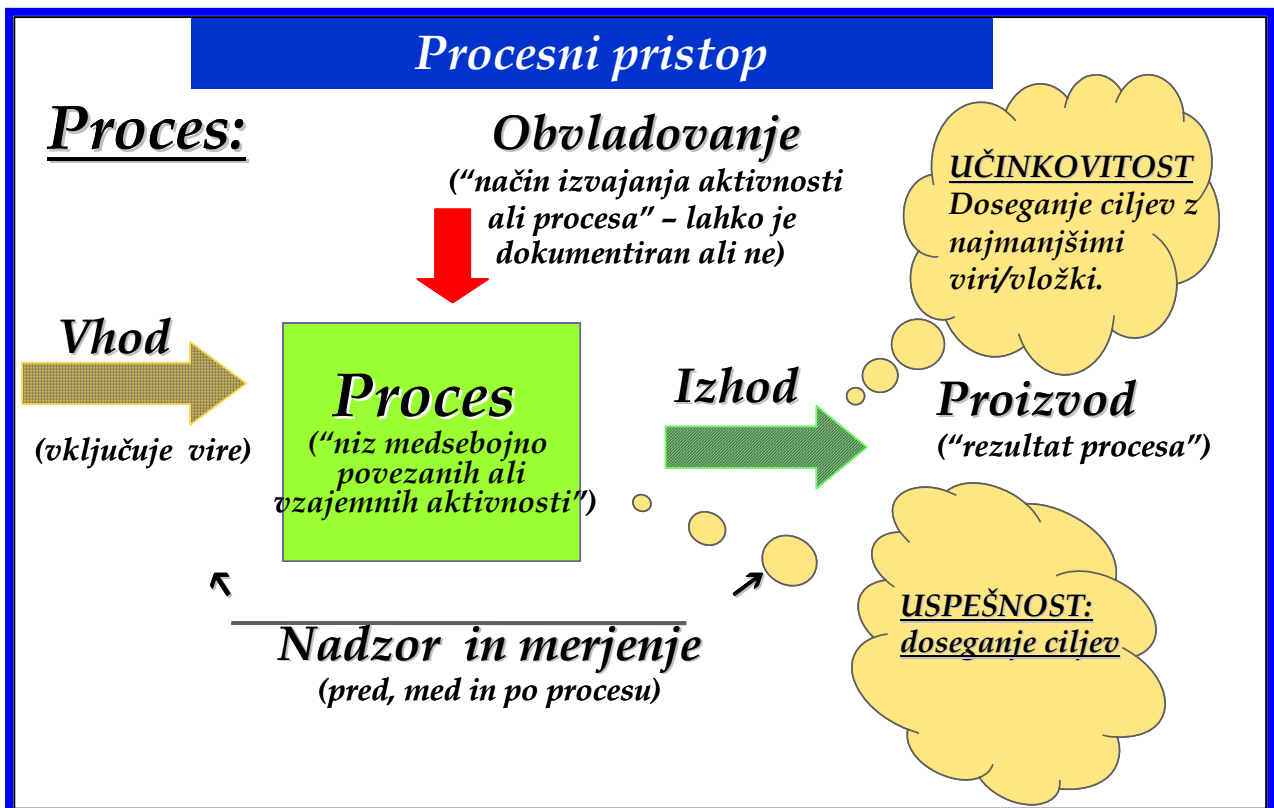 Procesni pristop
Proces:
Obvladovanje
(“način izvajanja aktivnosti
ali procesa” – lahko je
dokumentiran ali ne)
UČINKOVITOST
Doseganje ciljev z
najmanjšimi
viri/vložki.
Vhod
(vključuje vire)
Proces
(“niz medsebojno
povezanih ali
vzajemnih aktivnosti”)
Izhod
Proizvod
(“rezultat procesa”)
USPEŠNOST:
doseganje ciljev
Nadzor in merjenje
(pred, med in po procesu)